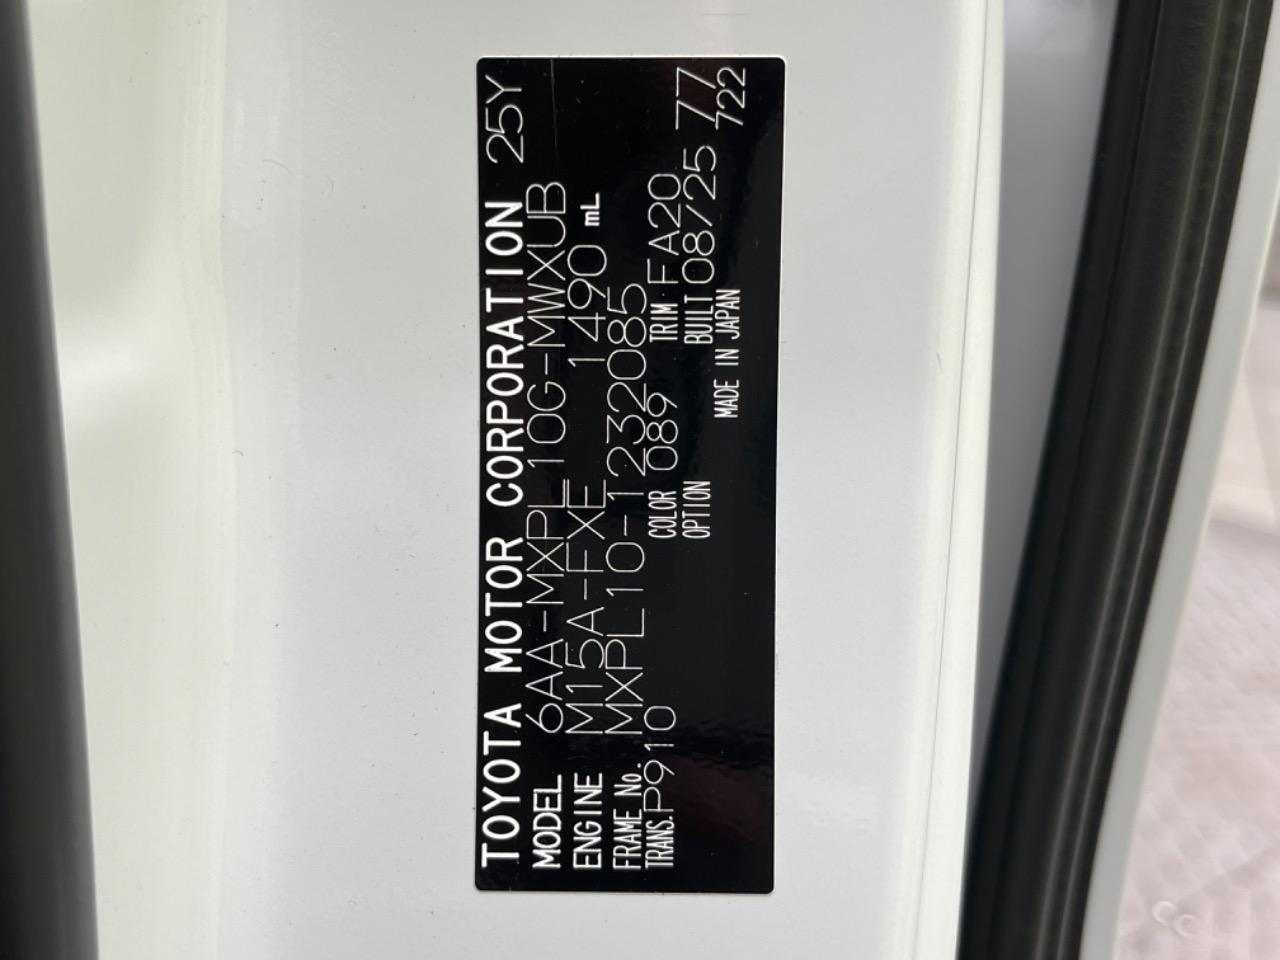 TOYOTA MOTOR CORPORATION 25Y
MODEL 6AA-MXPL10G-MWXUB
ENGINE M15A-FXE 1490 mL
FRAME No. MXPL10-1232085
TRANS. P910 COLOR 089 TRIM FA20
OPTION BUILT 08/25 77
MADE IN JAPAN 722